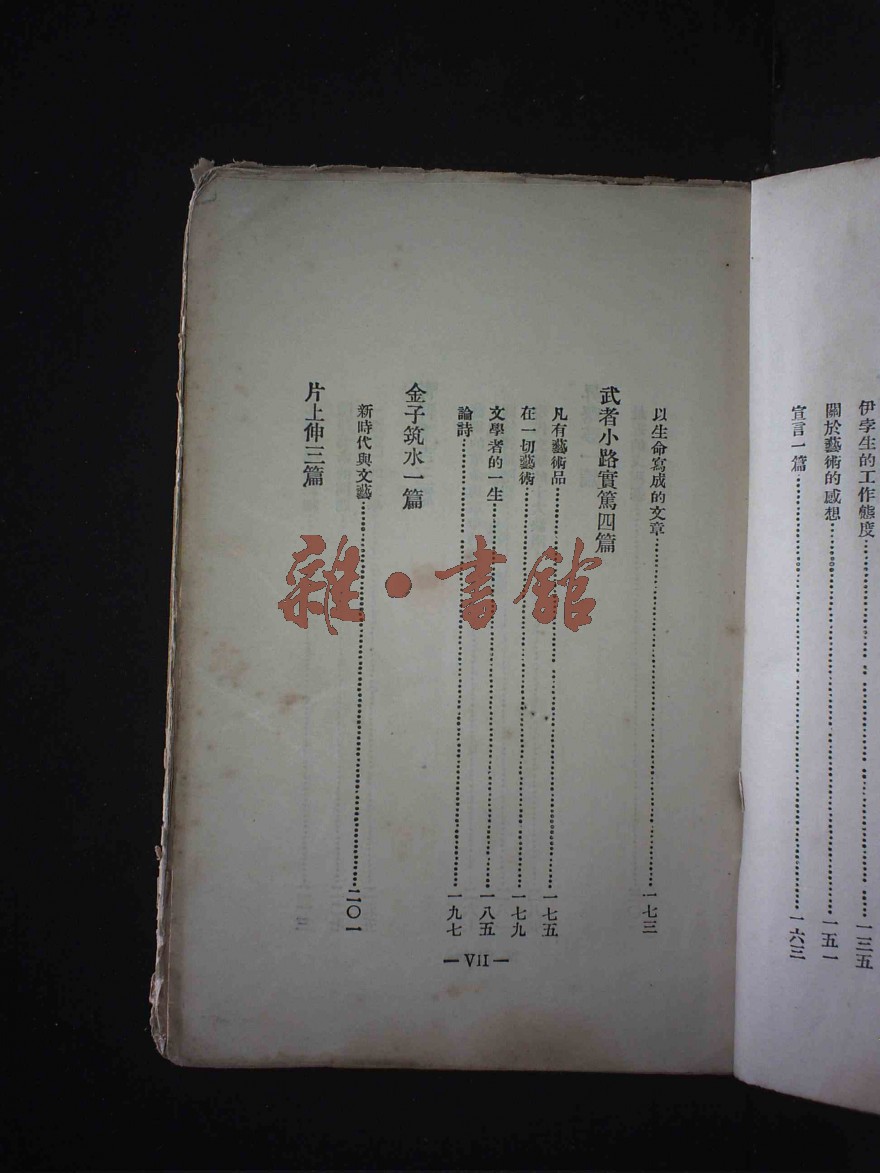 伊孛生的工作態度……一三五
關於藝術的感想……一五一
宣言一篇……一六三
以生命寫成的文章……一七三
武者小路實篤四篇
凡有藝術品……一七五
在一切藝術……一七九
文學者的一生……一八五
論詩……一九七
金子筑水一篇
新時代與文藝……二〇一
片上伸三篇
— VII —
雜·書館